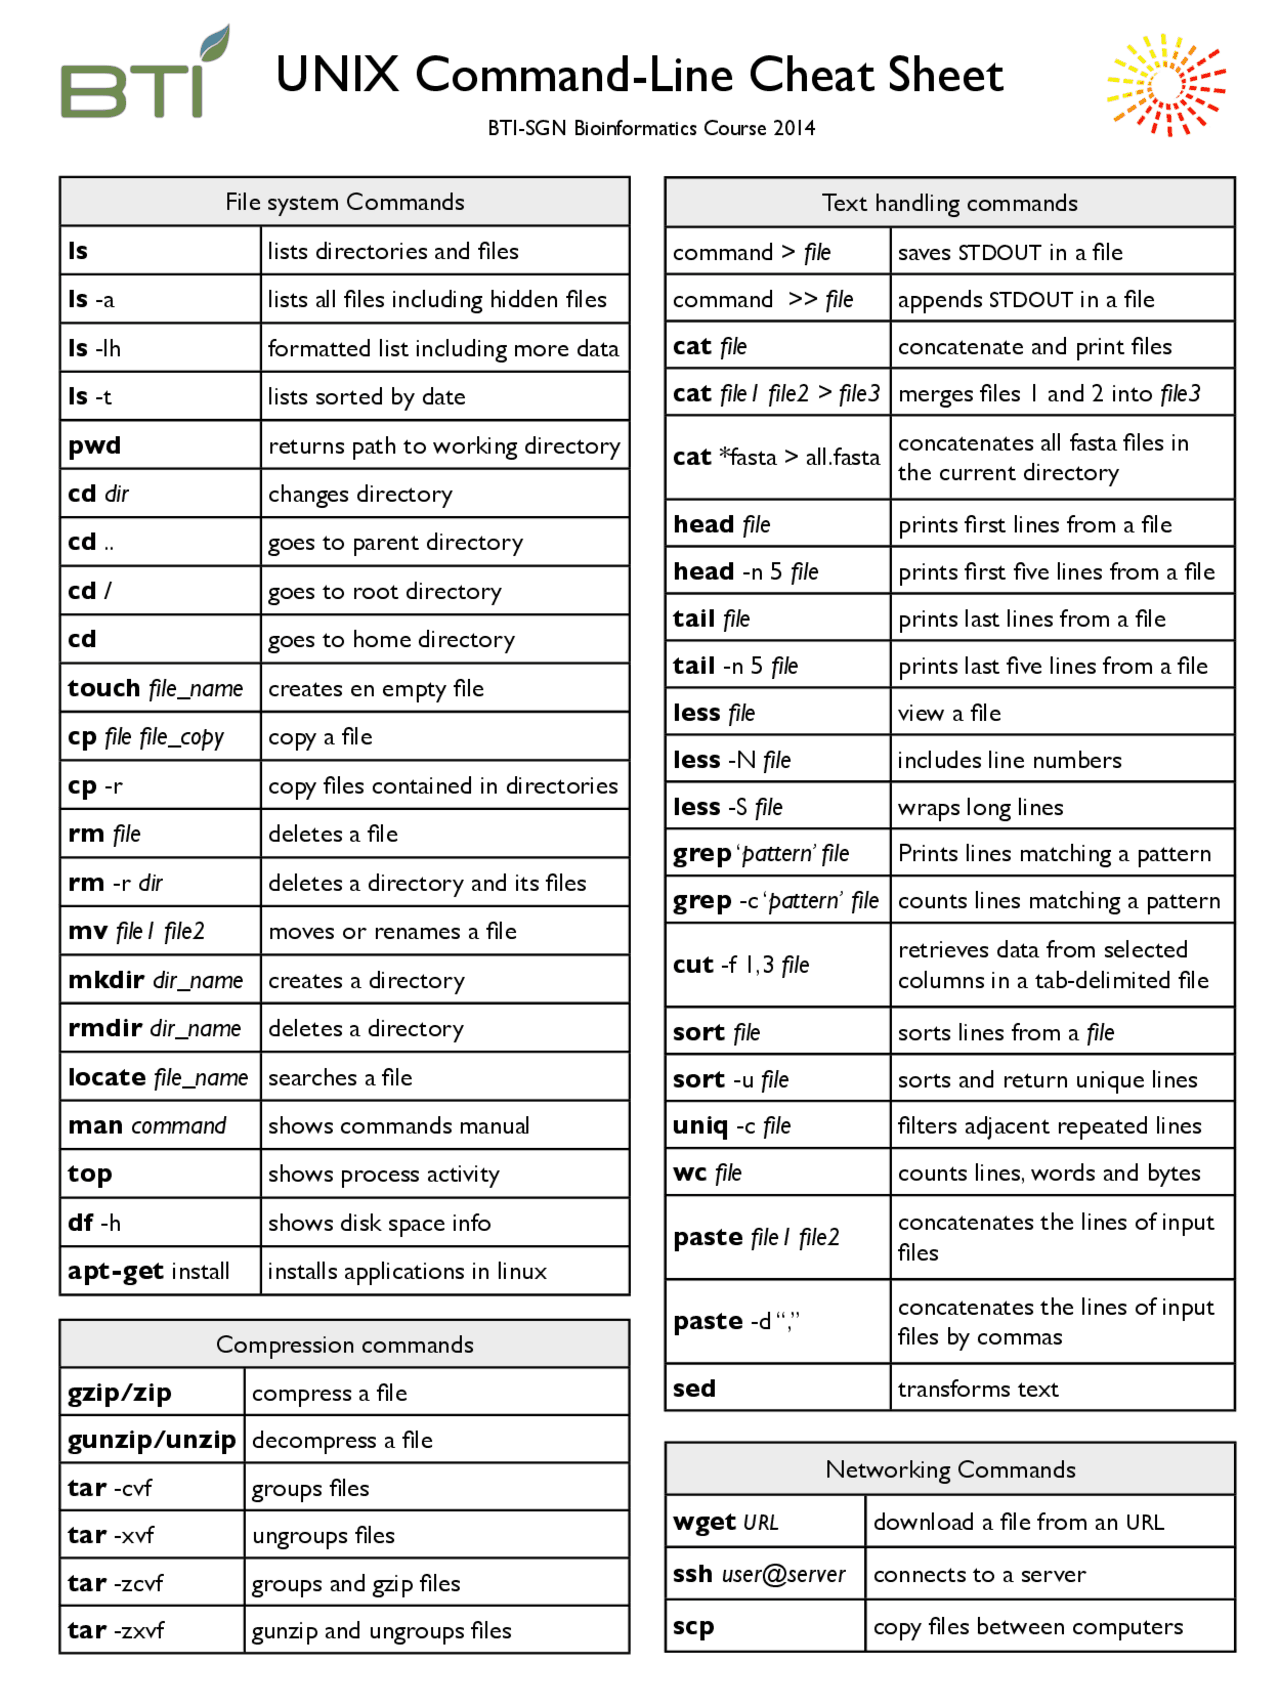 BTI
UNIX Command-Line Cheat Sheet
BTI-SGN Bioinformatics Course 2014
File system Commands
ls lists directories and files
ls -a lists all files including hidden files
ls -lh formatted list including more data
ls -t lists sorted by date
pwd returns path to working directory
cd dir changes directory
cd .. goes to parent directory
cd / goes to root directory
cd goes to home directory
touch file_name creates en empty file
cp file file_copy copy a file
cp -r copy files contained in directories
rm file deletes a file
rm -r dir deletes a directory and its files
mv file1 file2 moves or renames a file
mkdir dir_name creates a directory
rmdir dir_name deletes a directory
locate file_name searches a file
man command shows commands manual
top shows process activity
df -h shows disk space info
apt-get install installs applications in linux
Compression commands
gzip/zip compress a file
gunzip/unzip decompress a file
tar -cvf groups files
tar -xvf ungroups files
tar -zcvf groups and gzip files
tar -zxvf gunzip and ungroups files
Text handling commands
command > file saves STDOUT in a file
command >> file appends STDOUT in a file
cat file concatenate and print files
cat file1 file2 > file3 merges files 1 and 2 into file3
cat *fasta > all.fasta concatenates all fasta files in
the current directory
head file prints first lines from a file
head -n 5 file prints first five lines from a file
tail file prints last lines from a file
tail -n 5 file prints last five lines from a file
less file view a file
less -N file includes line numbers
less -S file wraps long lines
grep ‘pattern’ file Prints lines matching a pattern
grep -c ‘pattern’ file counts lines matching a pattern
cut -f 1,3 file retrieves data from selected
columns in a tab-delimited file
sort file sorts lines from a file
sort -u file sorts and return unique lines
uniq -c file filters adjacent repeated lines
wc file counts lines, words and bytes
paste file1 file2 concatenates the lines of input
files
paste -d “,” concatenates the lines of input
files by commas
sed transforms text
Networking Commands
wget URL download a file from an URL
ssh user@server connects to a server
scp copy files between computers